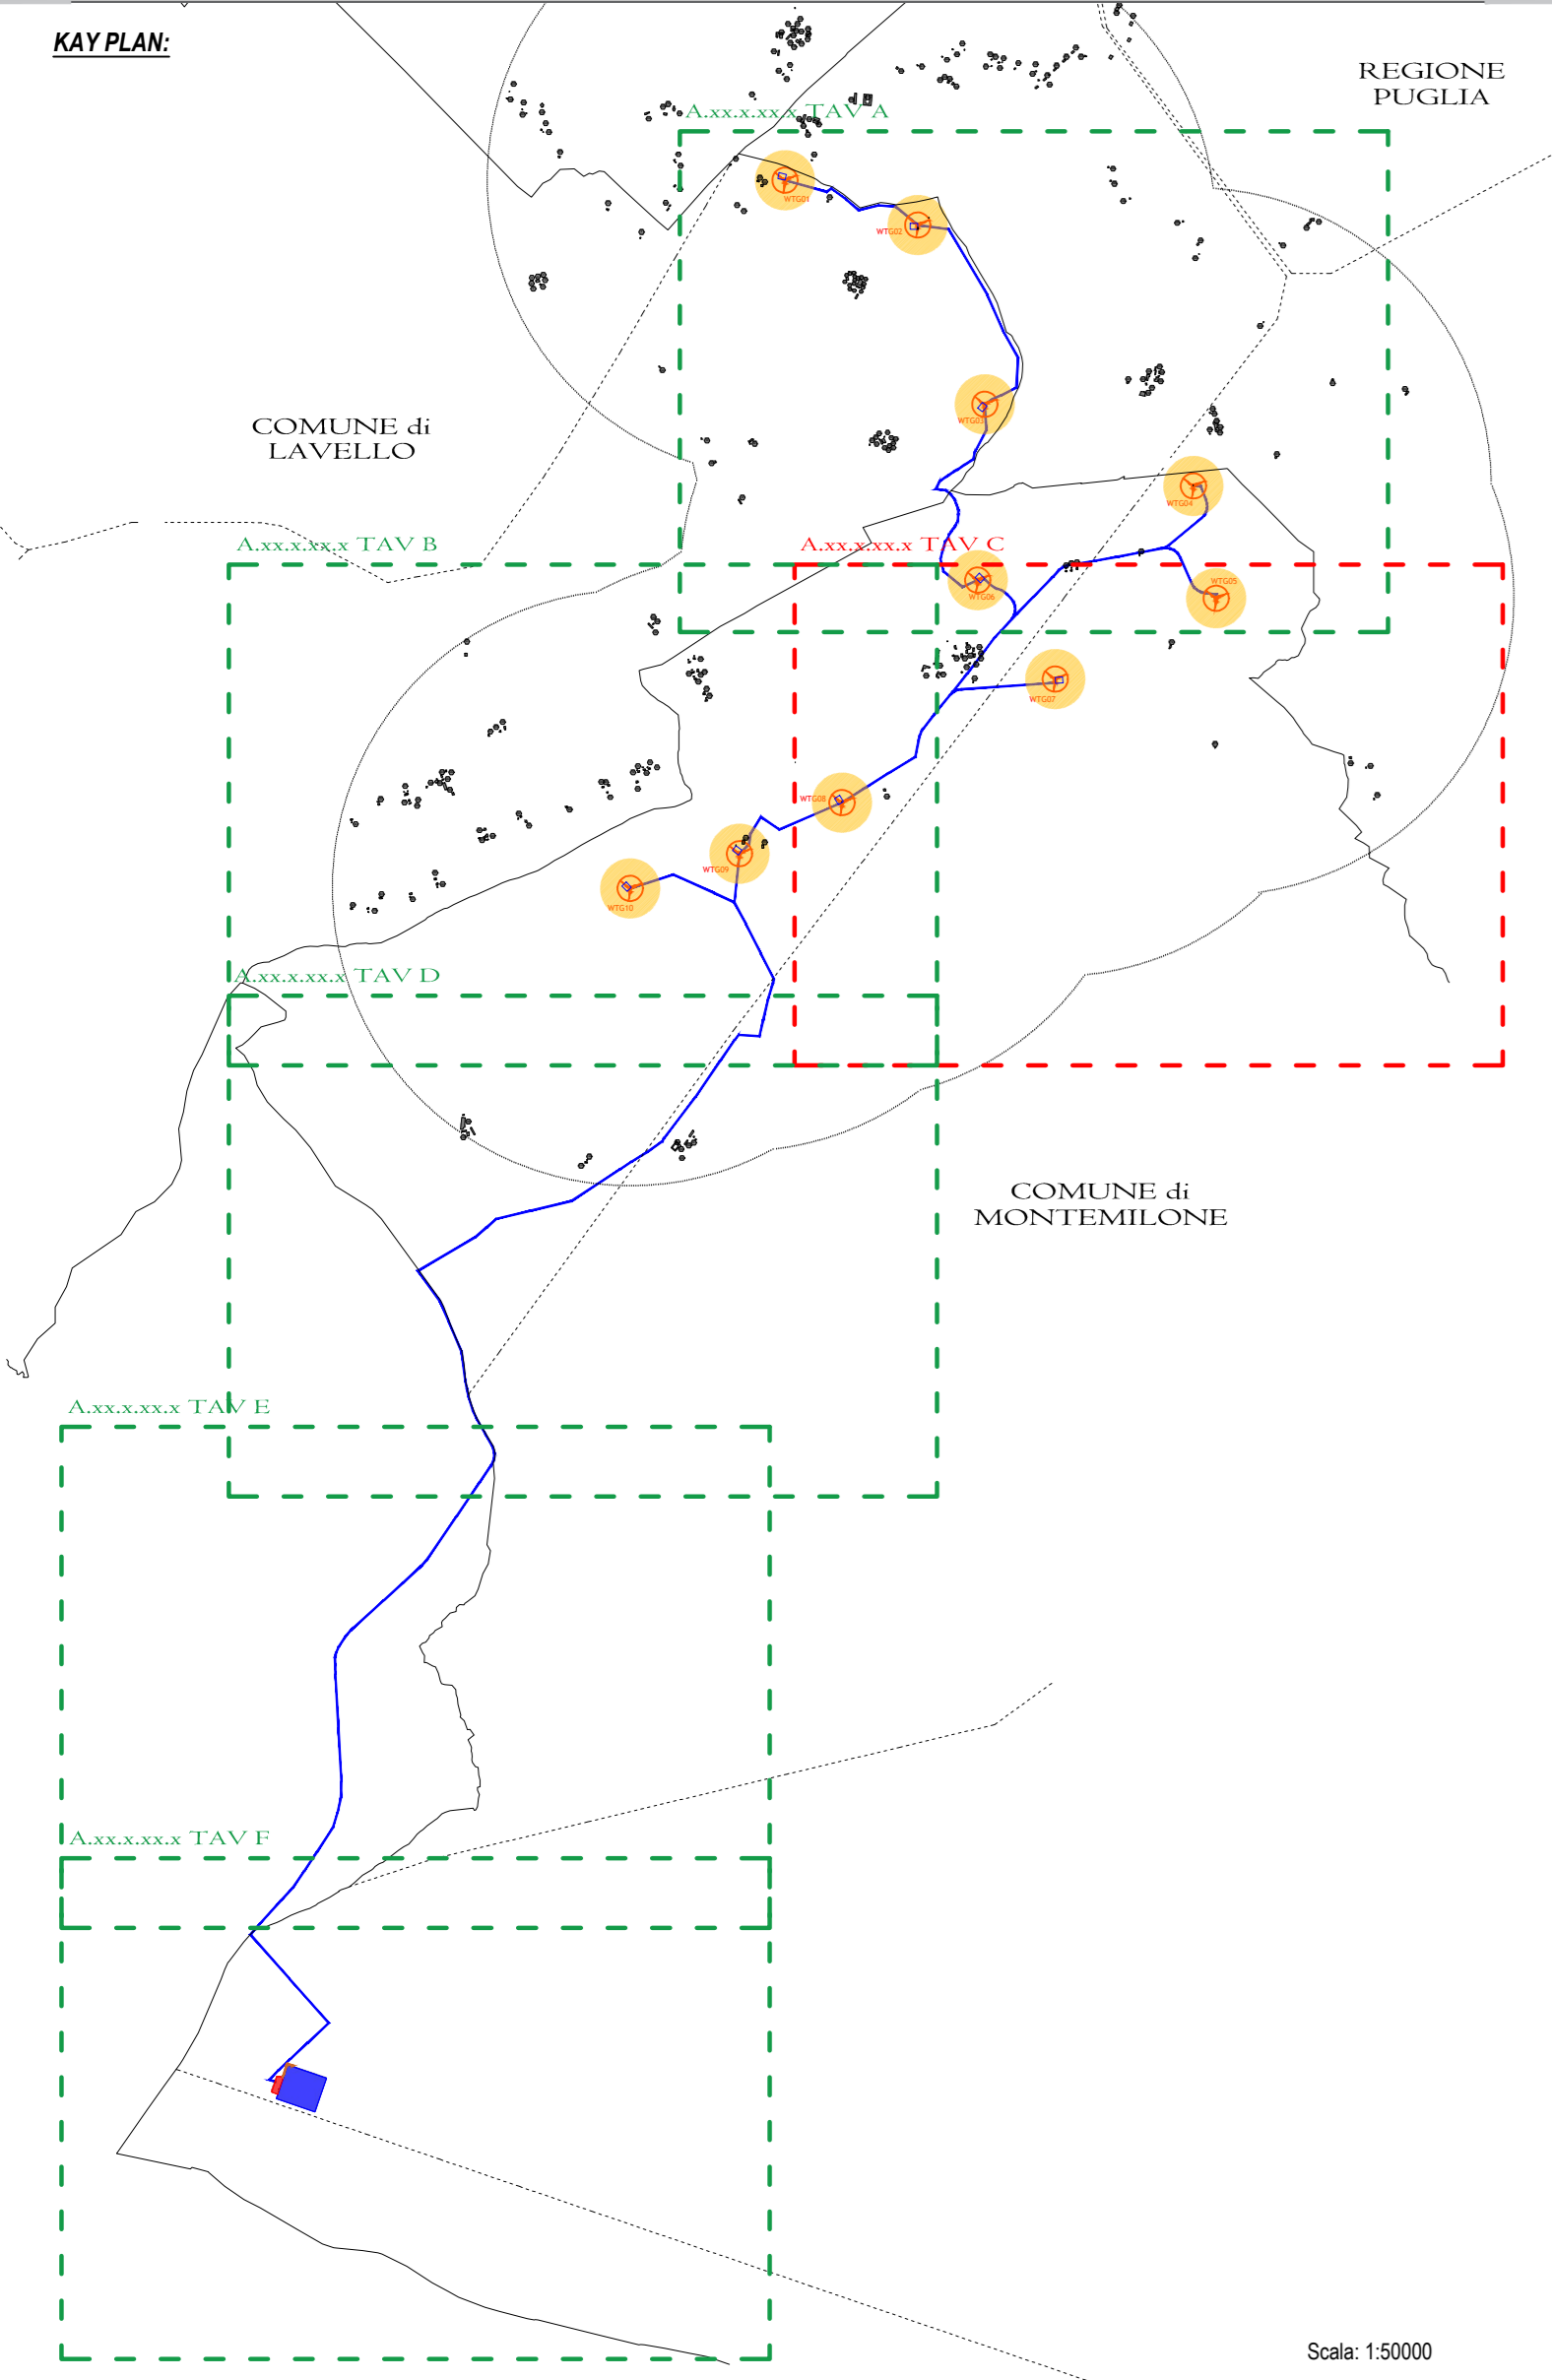 KAY PLAN:
REGIONE
PUGLIA
A.xx.x.xx.x TAV A
WTG01
WTG02
COMUNE di
LAVELLO
WTG03
WTG04
A.xx.x.xx.x TAV B
A.xx.x.xx.x TAV C
WTG05
WTG06
WTG07
WTG08
WTG09
WTG10
A.xx.x.xx.x TAV D
COMUNE di
MONTEMILONE
A.xx.x.xx.x TAV E
A.xx.x.xx.x TAV F
Scala: 1:50000